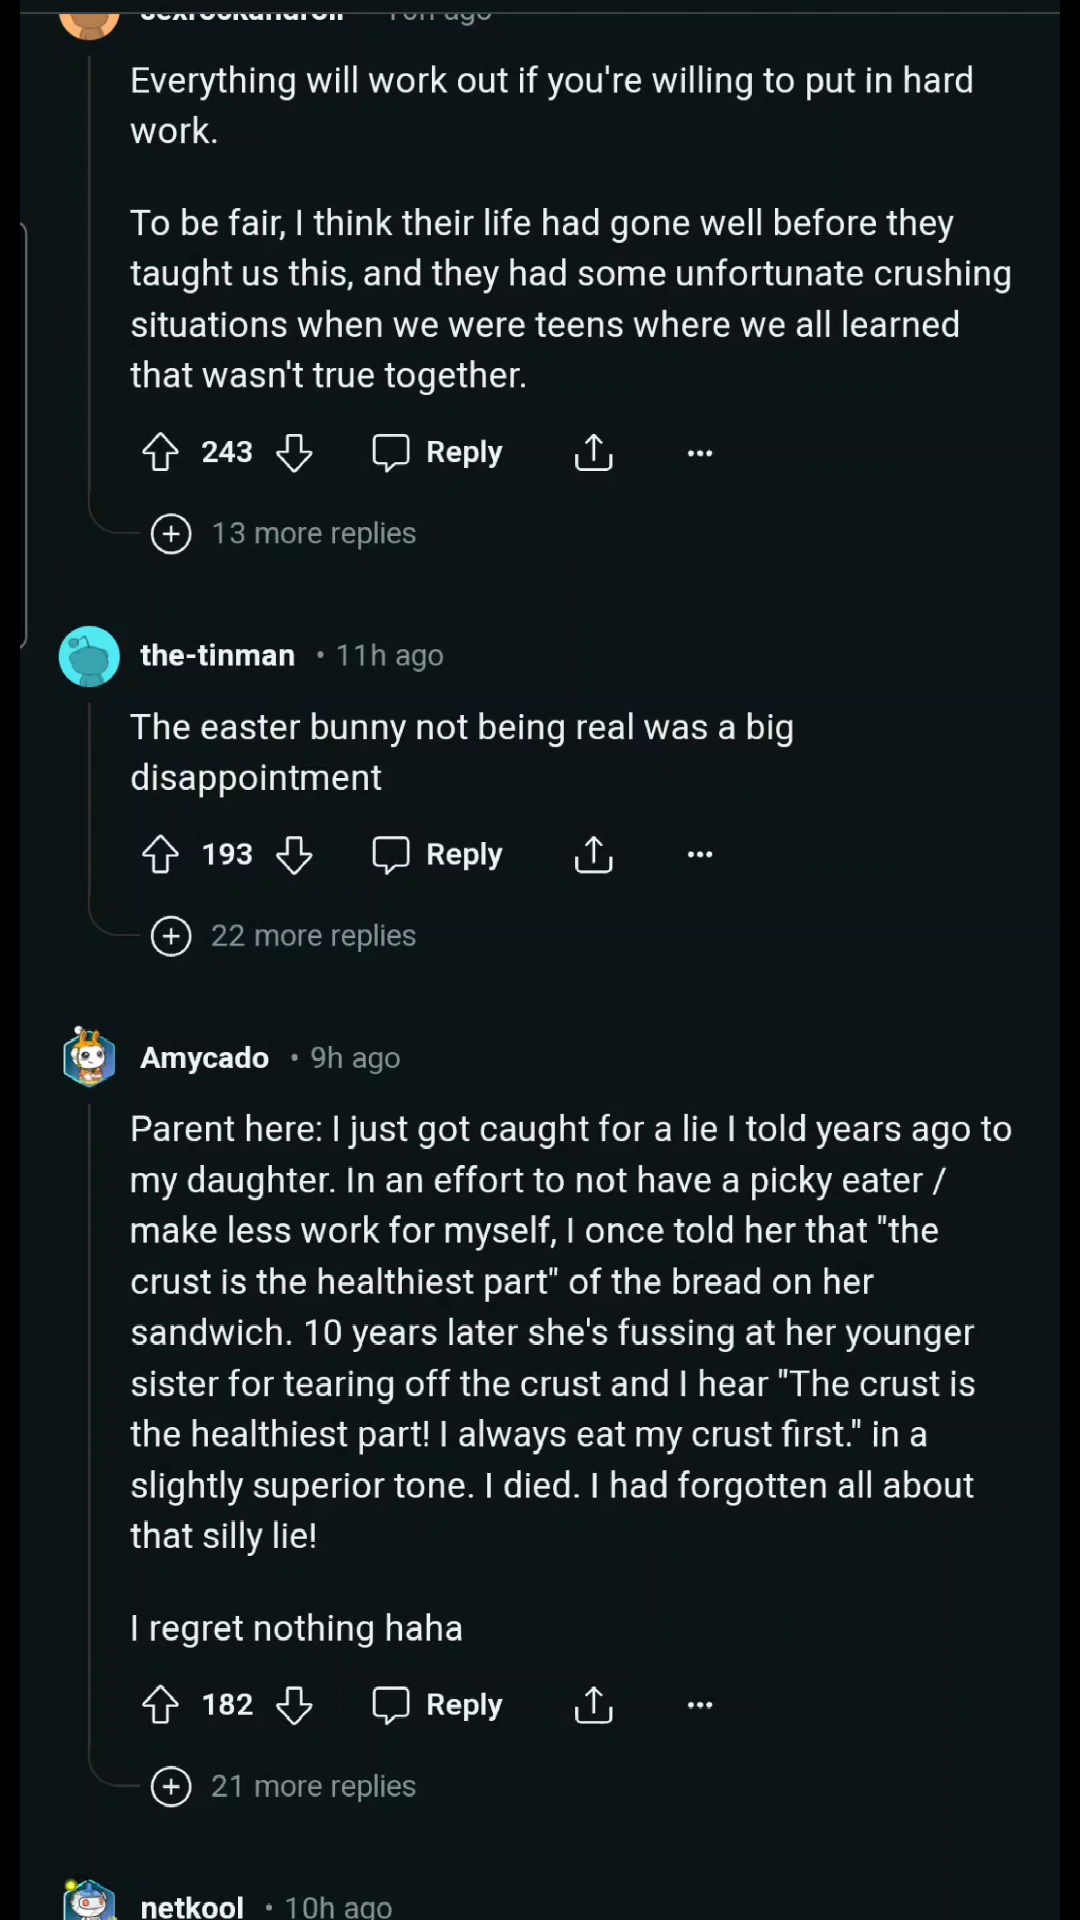 sexrockandroll • 10h ago
Everything will work out if you're willing to put in hard
work.
To be fair, I think their life had gone well before they
taught us this, and they had some unfortunate crushing
situations when we were teens where we all learned
that wasn't true together.
243 Reply ...
13 more replies
the-tinman • 11h ago
The easter bunny not being real was a big
disappointment
193 Reply ...
22 more replies
Amycado • 9h ago
Parent here: I just got caught for a lie I told years ago to
my daughter. In an effort to not have a picky eater /
make less work for myself, I once told her that "the
crust is the healthiest part" of the bread on her
sandwich. 10 years later she's fussing at her younger
sister for tearing off the crust and I hear "The crust is
the healthiest part! I always eat my crust first." in a
slightly superior tone. I died. I had forgotten all about
that silly lie!
I regret nothing haha
182 Reply ...
21 more replies
netkool • 10h ago